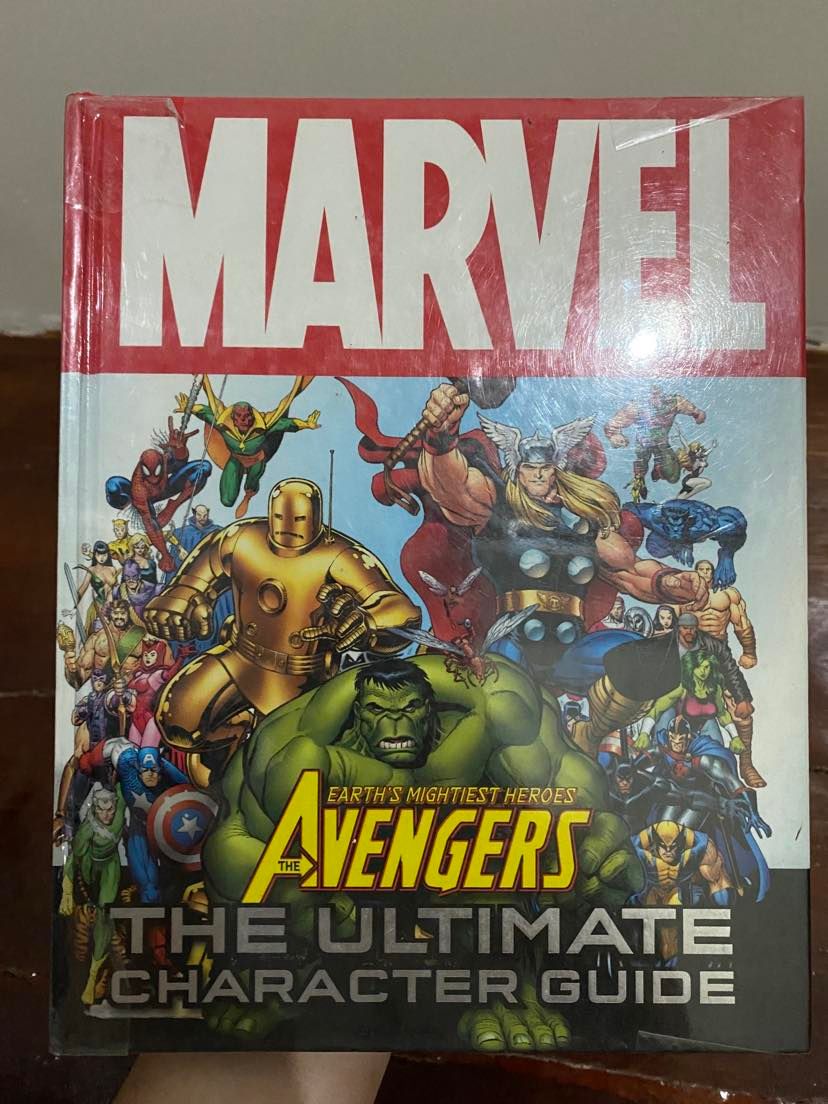 MARVEL
EARTH'S MIGHTIEST HEROES
THE AVENGERS
THE ULTIMATE
CHARACTER GUIDE